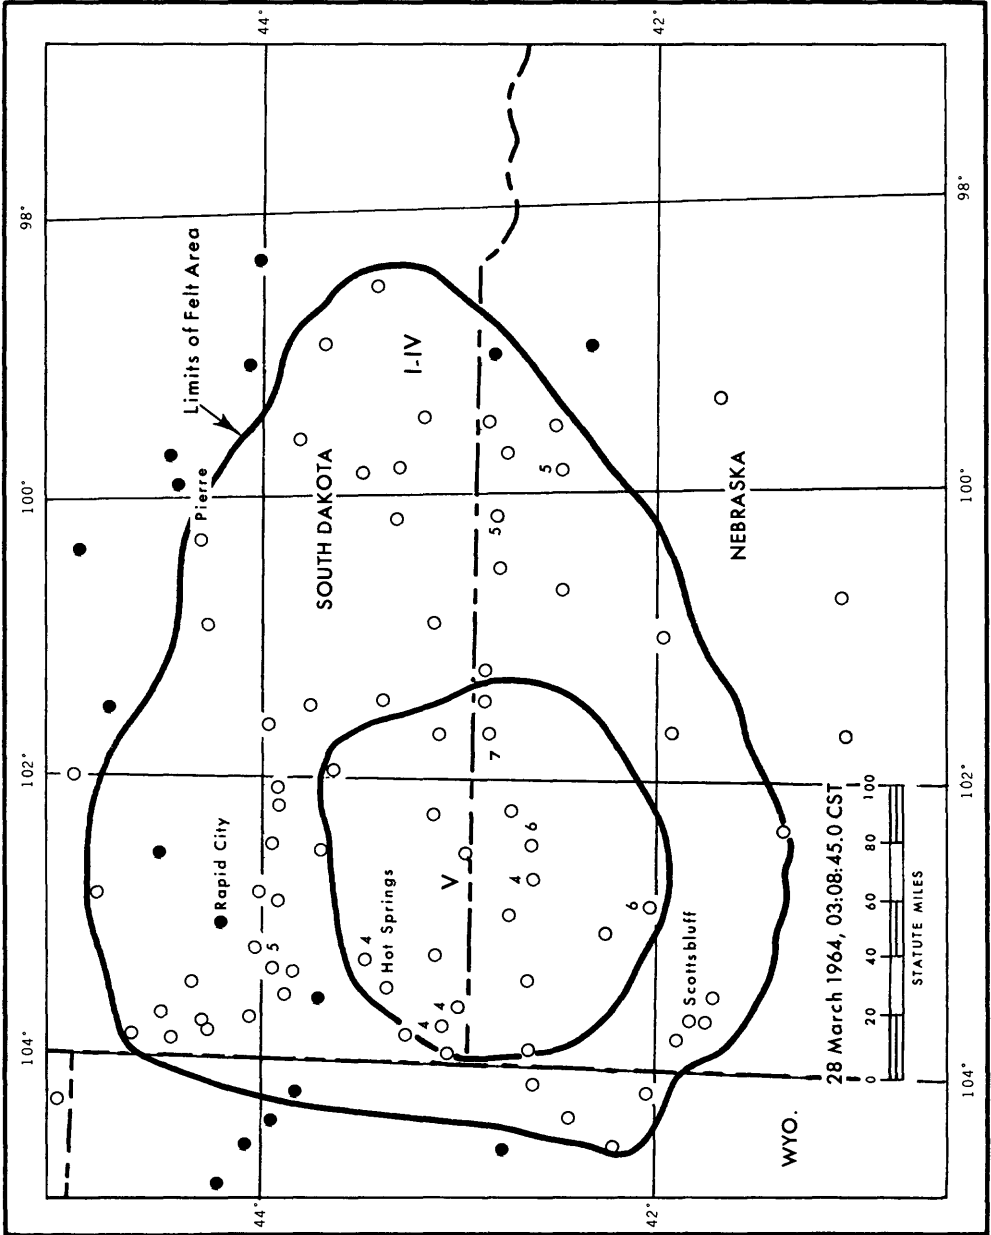 104° 102° 100° 98°
Limits of Felt Area
Pierre
Rapid City
44° 44°
5
SOUTH DAKOTA
4
Hot Springs
I-IV
4
4
V
7
5
4
6
5
6
42° 42°
Scottsbluff
NEBRASKA
WYO.
28 March 1964, 03:08:45.0 CST
0 20 40 60 80 100
STATUTE MILES
104° 102° 100° 98°